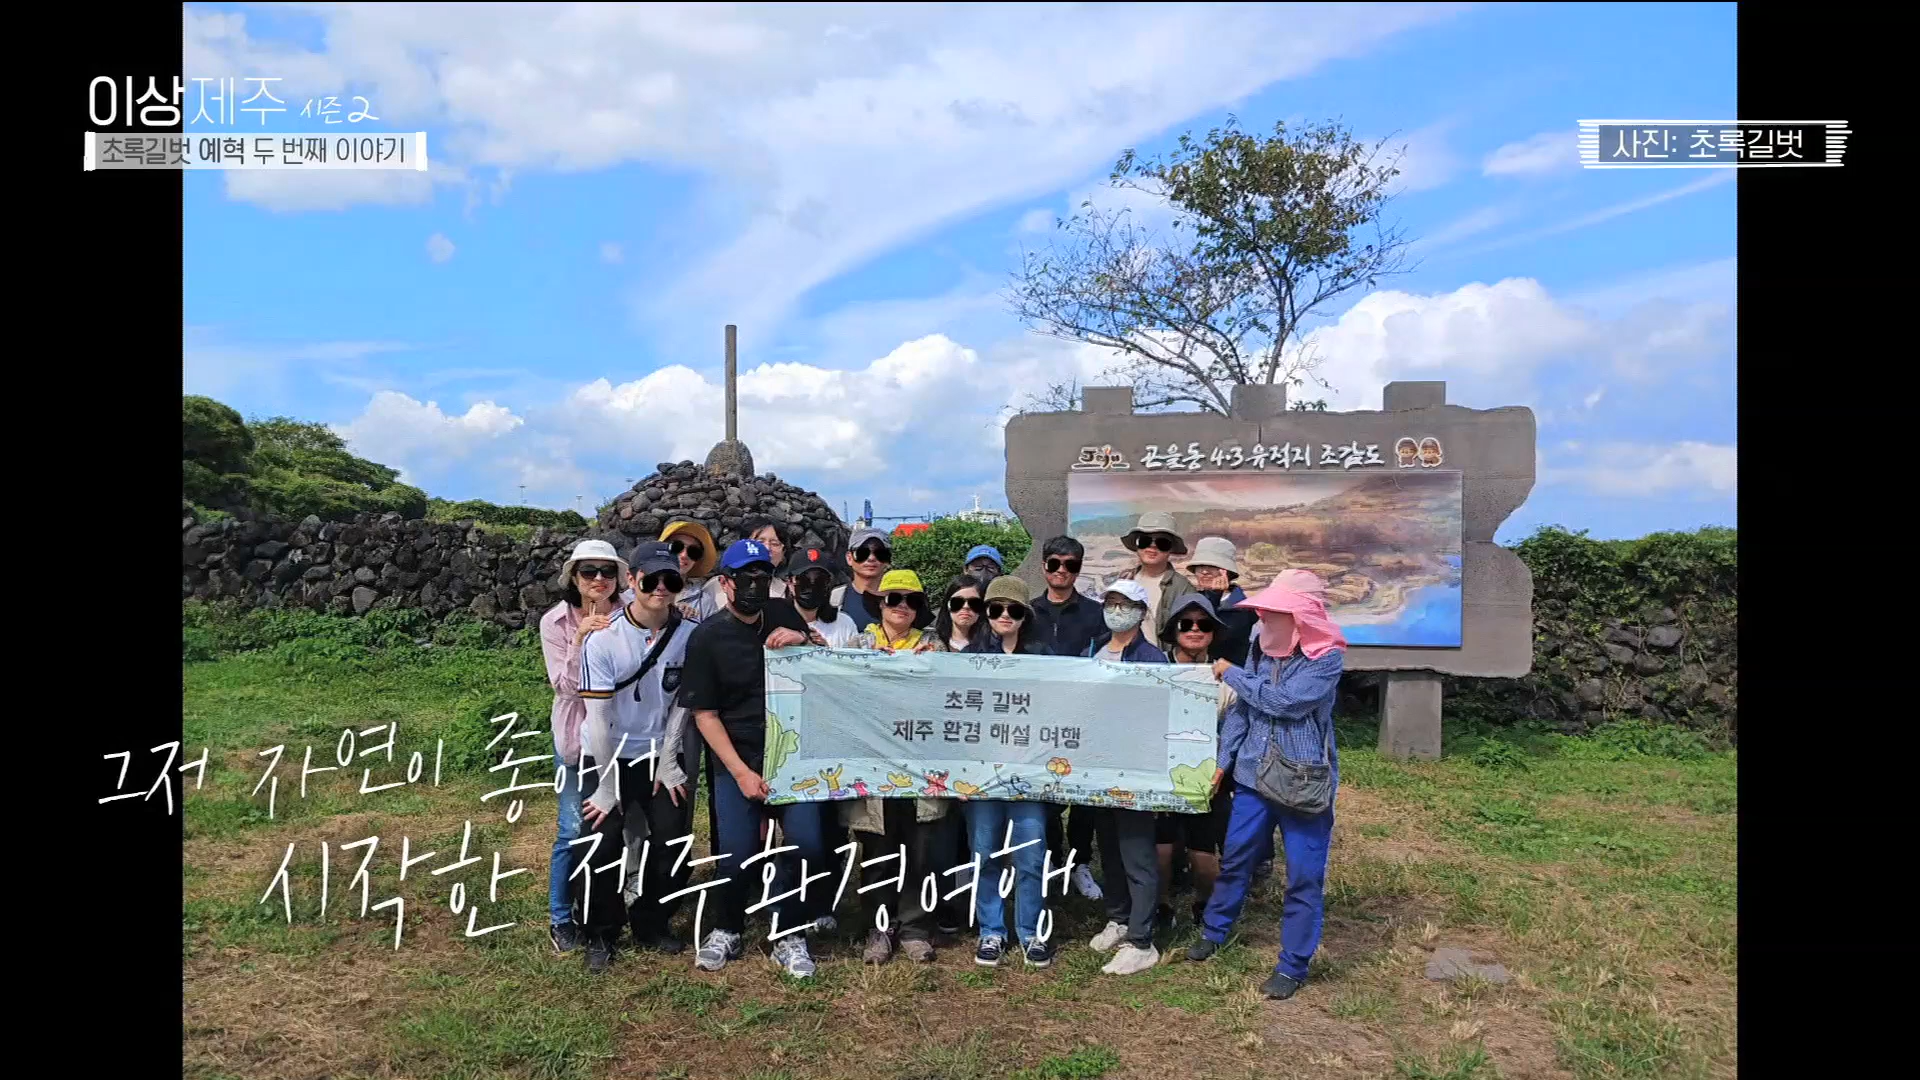 이상제주 시즌2
초록길벗 예혁 두 번째 이야기
사진: 초록길벗
Jeju 곤을동 4·3 유적지 조감도
LA
초록 길벗
제주 환경 해설 여행
그저 자연이 좋아서
시작한 제주환경여행